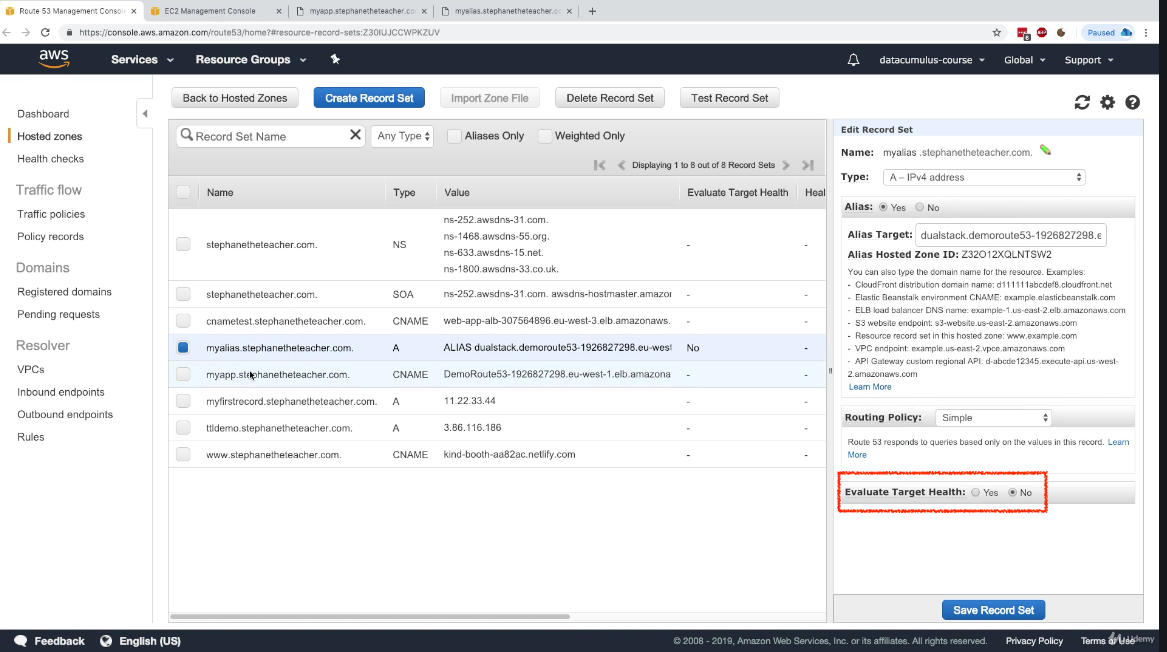 Route 53 Management Consol
EC2 Management Console
myapp.stephanetheteacher.co
myalias.stephanetheteacher.cc
https://console.aws.amazon.com/route53/home?#resource-record-sets:Z30IUJCCWPKZUV
Paused
aws
Services
Resource Groups
datacumulus-course
Global
Support
Dashboard
Hosted zones
Health checks
Traffic flow
Traffic policies
Policy records
Domains
Registered domains
Pending requests
Resolver
VPCs
Inbound endpoints
Outbound endpoints
Rules
Back to Hosted Zones
Create Record Set
Import Zone File
Delete Record Set
Test Record Set
Record Set Name
Any Type
Aliases Only
Weighted Only
Displaying 1 to 8 out of 8 Record Sets
Name Type Value Evaluate Target Health Heal
stephanetheteacher.com. NS
ns-252.awsdns-31.com.
ns-1468.awsdns-55.org.
ns-633.awsdns-15.net.
ns-1800.awsdns-33.co.uk.
- -
stephanetheteacher.com. SOA ns-252.awsdns-31.com. awsdns-hostmaster.amazor - -
cnametest.stephanetheteacher.com. CNAME web-app-alb-307564896.eu-west-3.elb.amazonaws. - -
myalias.stephanetheteacher.com. A ALIAS dualstack.demoroute53-1926827298.eu-west No -
myapp.stephanetheteacher.com. CNAME DemoRoute53-1926827298.eu-west-1.elb.amazona - -
myfirstrecord.stephanetheteacher.com. A 11.22.33.44 - -
ttldemo.stephanetheteacher.com. A 3.86.116.186 - -
www.stephanetheteacher.com. CNAME kind-booth-aa82ac.netlify.com - -
Edit Record Set
Name: myalias .stephanetheteacher.com.
Type: A – IPv4 address
Alias: Yes No
Alias Target: dualstack.demoroute53-1926827298.e
Alias Hosted Zone ID: Z32O12XQLNTSW2
You can also type the domain name for the resource. Examples:
- CloudFront distribution domain name: d111111abcdef8.cloudfront.net
- Elastic Beanstalk environment CNAME: example.elasticbeanstalk.com
- ELB load balancer DNS name: example-1.us-east-2.elb.amazonaws.com
- S3 website endpoint: s3-website.us-east-2.amazonaws.com
- Resource record set in this hosted zone: www.example.com
- VPC endpoint: example.us-east-2.vpce.amazonaws.com
- API Gateway custom regional API: d-abcde12345.execute-api.us-west-
2.amazonaws.com
Learn More
Routing Policy: Simple
Route 53 responds to queries based only on the values in this record. Learn
More
Evaluate Target Health: Yes No
Save Record Set
Feedback
English (US)
© 2008 - 2019, Amazon Web Services, Inc. or its affiliates. All rights reserved.
Privacy Policy
Terms of Use
Udemy